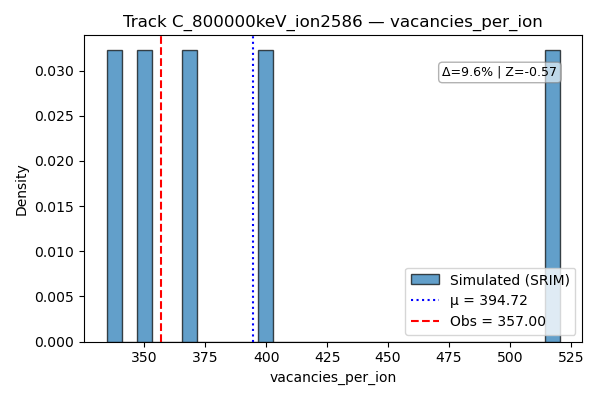 Track C_800000keV_ion2586 — vacancies_per_ion
Δ=9.6% | Z=-0.57
0.030
0.025
0.020
0.015
0.010
0.005
0.000
Density
Simulated (SRIM)
μ = 394.72
Obs = 357.00
350 375 400 425 450 475 500 525
vacancies_per_ion